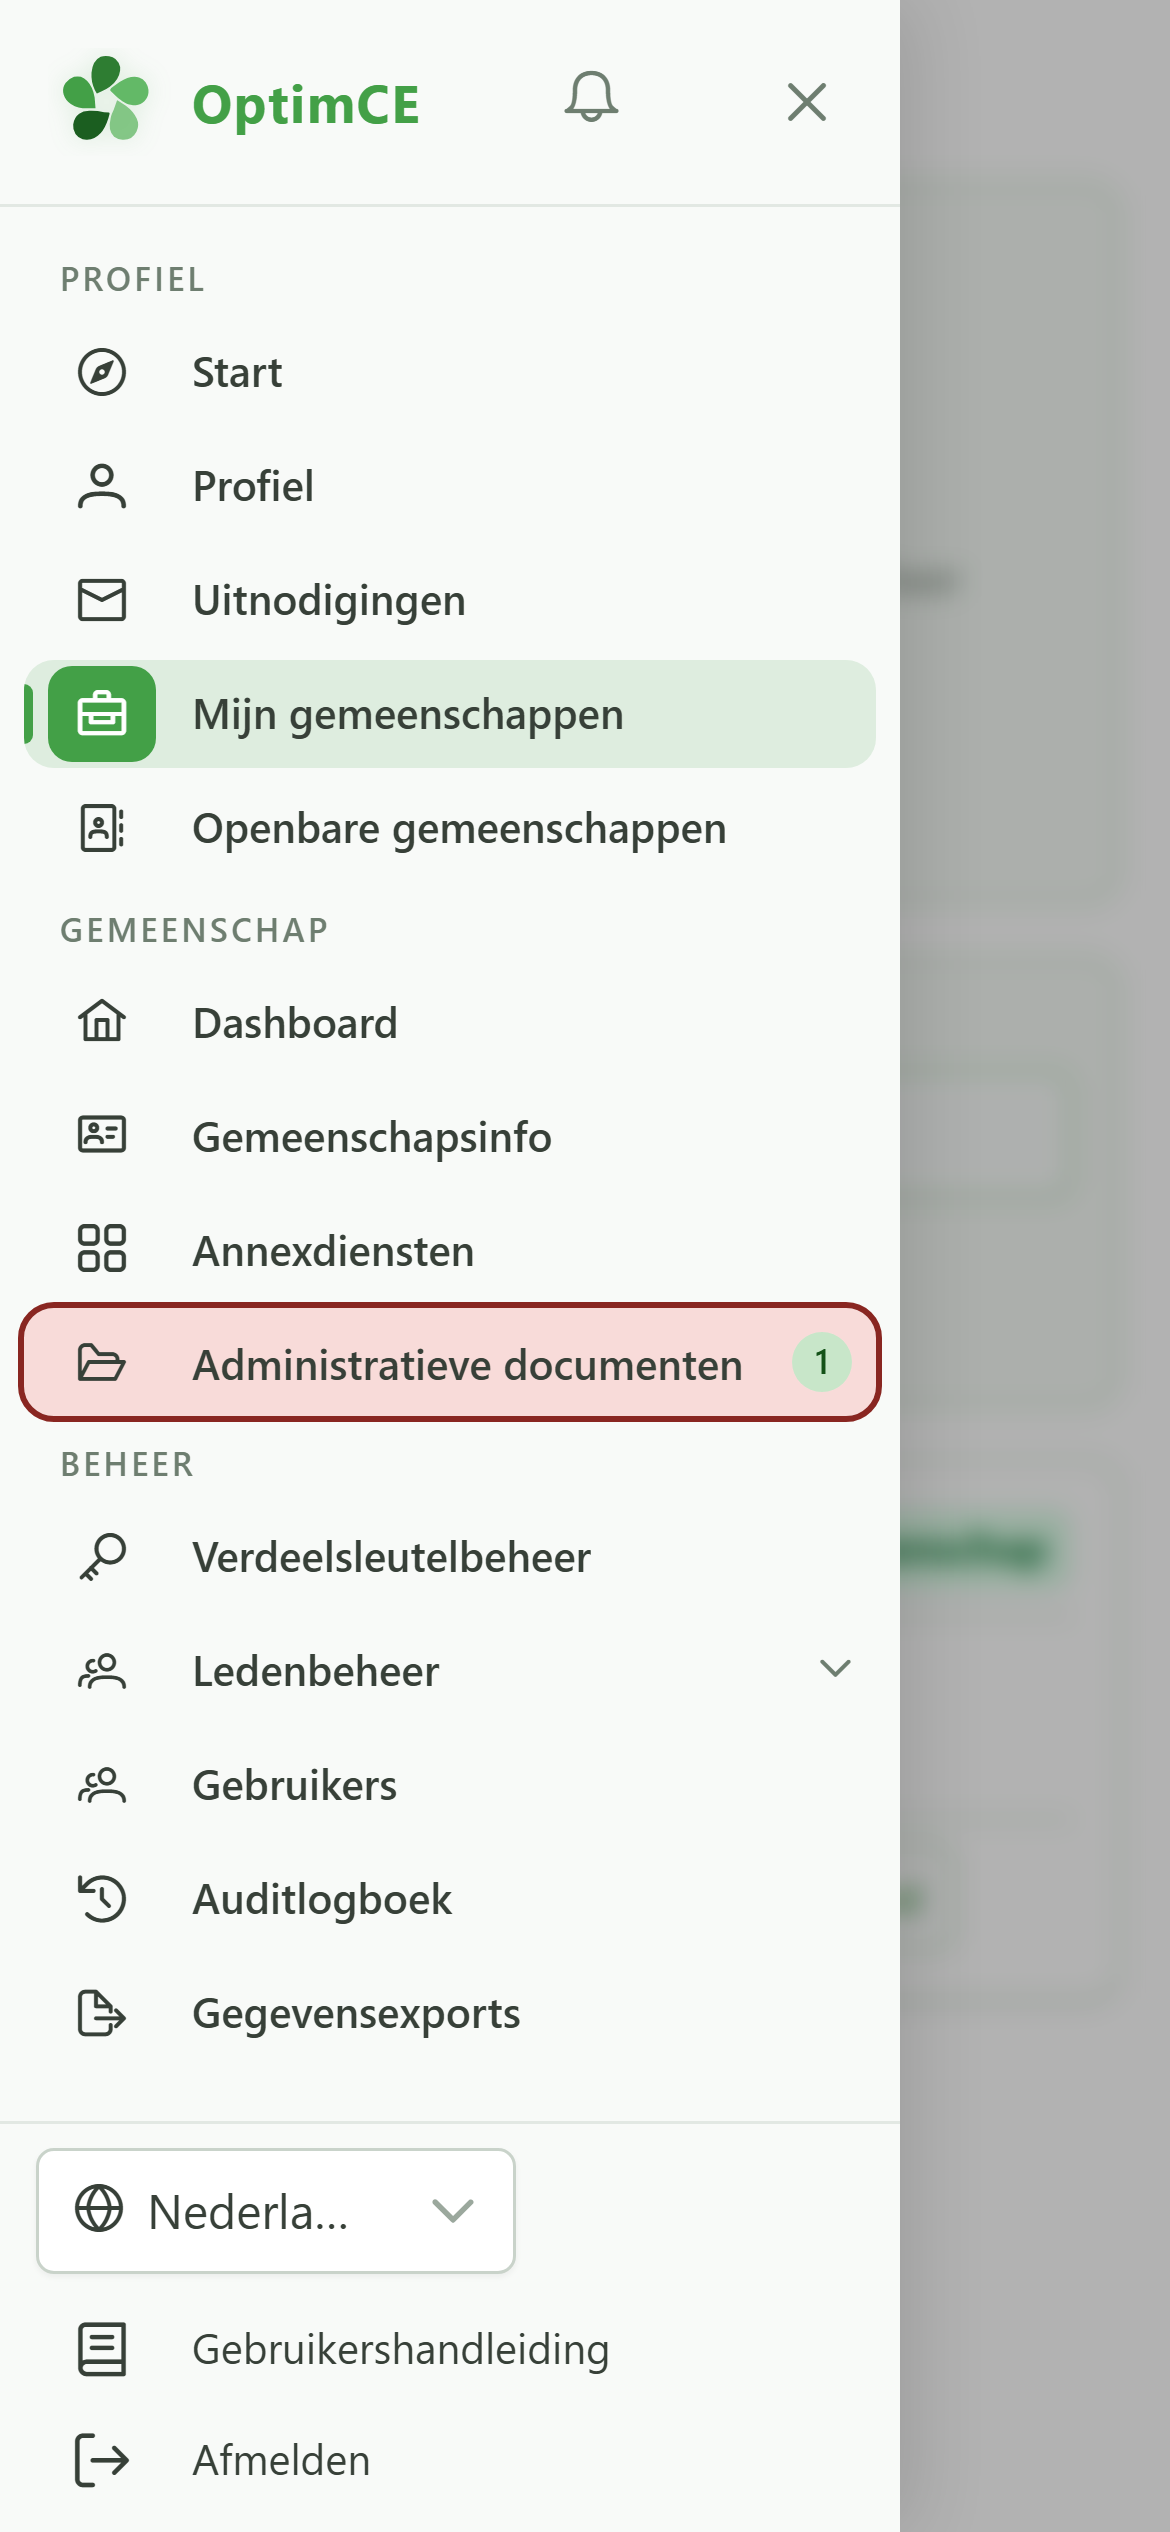 OptimCE
PROFIEL
Start
Profiel
Uitnodigingen
Mijn gemeenschappen
Openbare gemeenschappen
GEMEENSCHAP
Dashboard
Gemeenschapsinfo
Annexdiensten
Administratieve documenten 1
BEHEER
Verdeelsleutelbeheer
Ledenbeheer
Gebruikers
Auditlogboek
Gegevensexports
Nederla...
Gebruikershandleiding
Afmelden